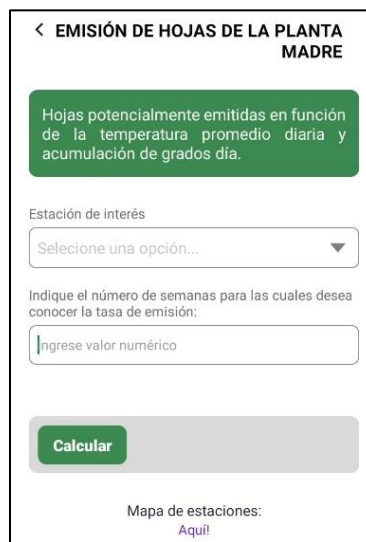 < EMISIÓN DE HOJAS DE LA PLANTA
MADRE
Hojas potencialmente emitidas en función
de la temperatura promedio diaria y
acumulación de grados día.
Estación de interés
Selecione una opción...
Indique el número de semanas para las cuales desea
conocer la tasa de emisión:
Ingrese valor numérico
Calcular
Mapa de estaciones:
Aquí!